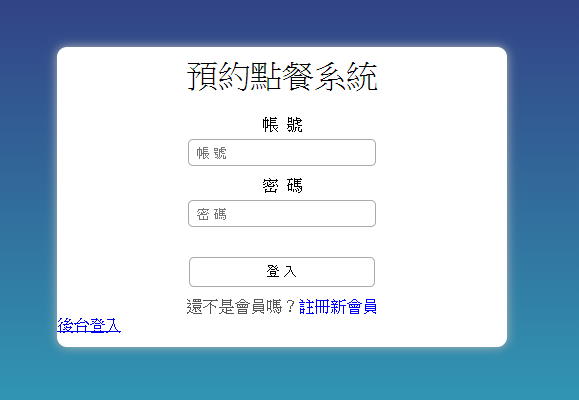 預約點餐系統
帳 號
帳 號
密 碼
密 碼
登 入
還不是會員嗎？註冊新會員
後台登入